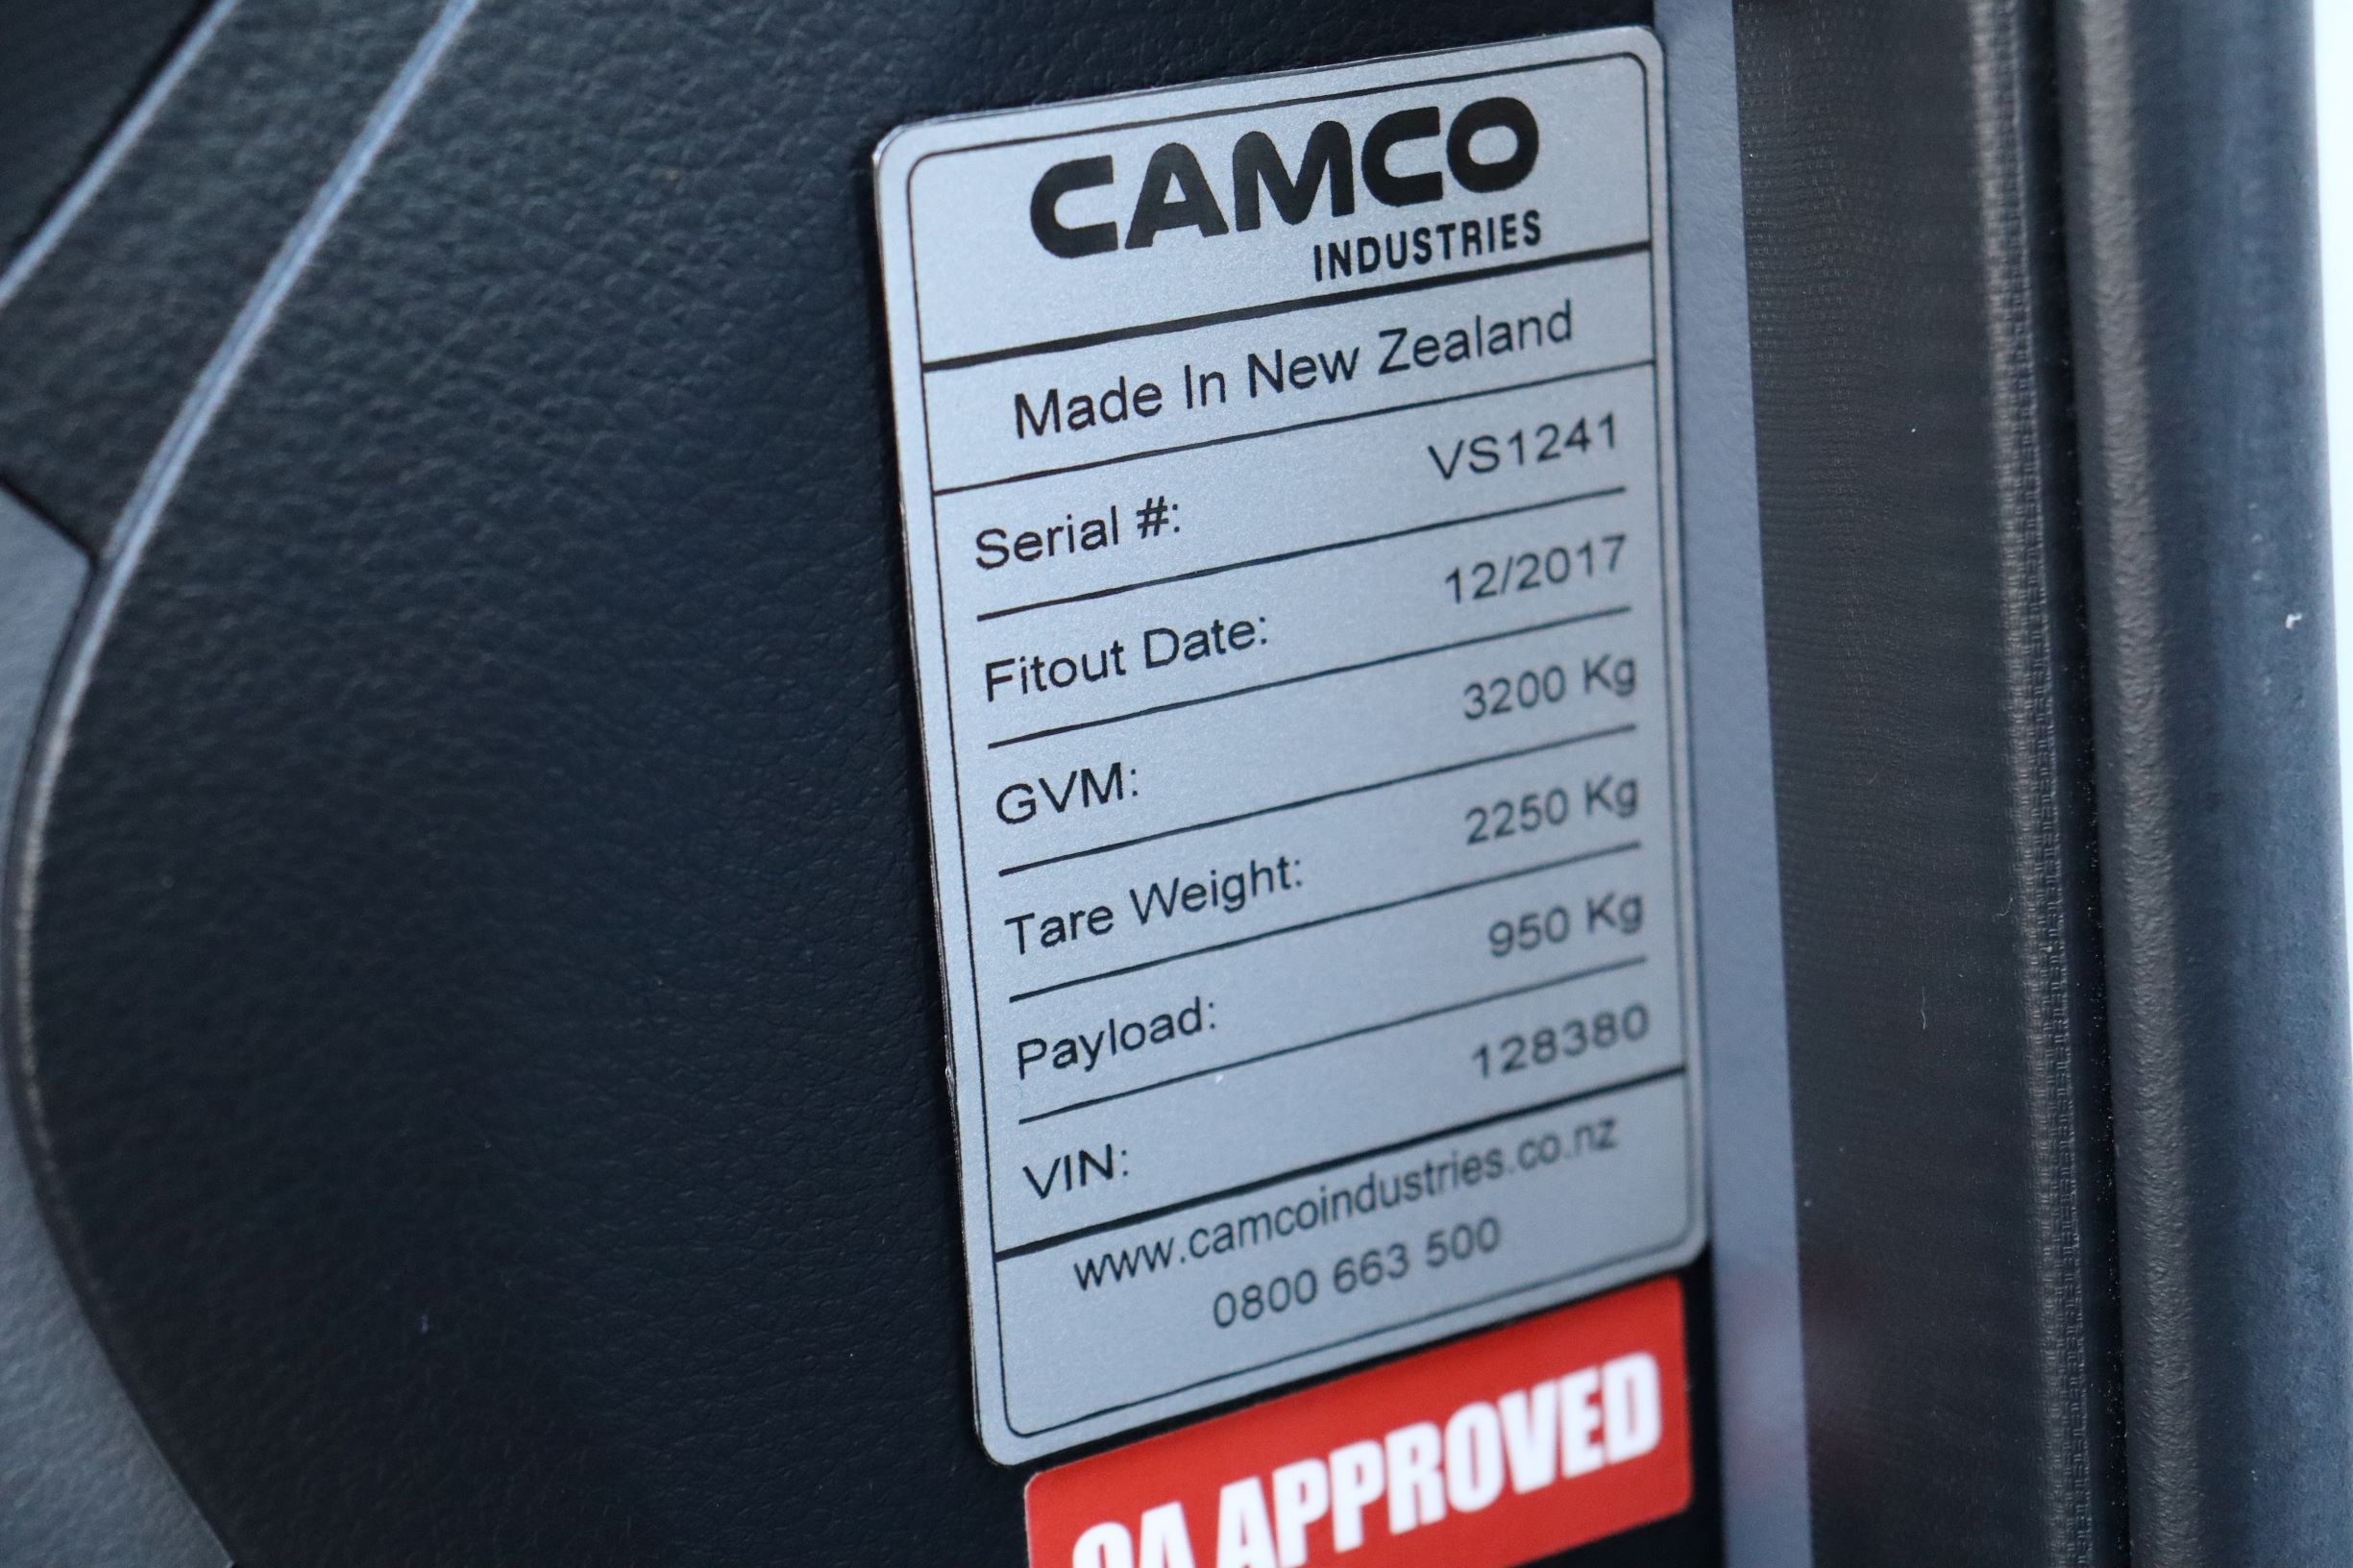 CAMCO
INDUSTRIES
Made In New Zealand
Serial #: VS1241
Fitout Date: 12/2017
GVM: 3200 Kg
Tare Weight: 2250 Kg
Payload: 950 Kg
VIN: 128380
www.camcoindustries.co.nz
0800 663 500
QA APPROVED